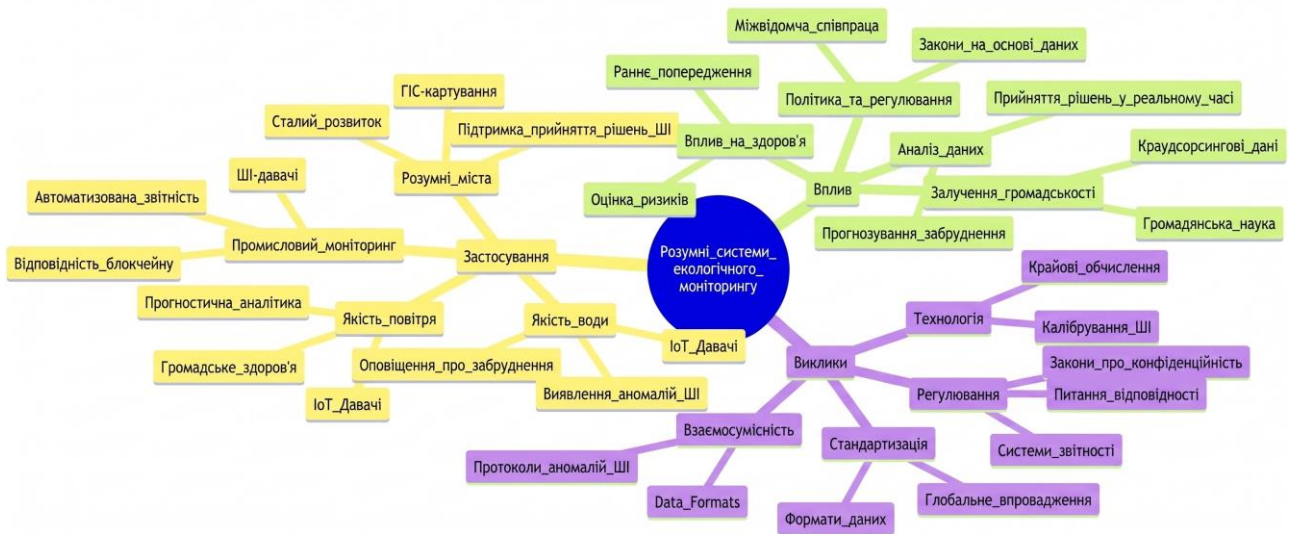 Міжвідомча_співпраця
Закони_на_основі_даних
Раннє_попередження
ГІС-картування
Політика_та_регулювання
Прийняття_рішень_у_реальному_часі
Сталий_розвиток
Підтримка_прийняття_рішень_ШІ
Вплив_на_здоров'я
Аналіз_даних
Краудсорсингові_дані
ШІ-давачі
Розумні_міста
Вплив
Залучення_громадськості
Автоматизована_звітність
Оцінка_ризиків
Громадянська_наука
Прогнозування_забруднення
Промисловий_моніторинг
Застосування
Розумні_системи_
екологічного_
моніторингу
Відповідність_блокчейну
Крайові_обчислення
Прогностична_аналітика
Якість_повітря
Якість_води
Технологія
Калібрування_ШІ
ІоТ_Давачі
Громадське_здоров'я
Оповіщення_про_забруднення
Виклики
Закони_про_конфіденційність
Виявлення_аномалій_ШІ
Регулювання
Питання_відповідності
ІоТ_Давачі
Взаємосумісність
Стандартизація
Системи_звітності
Протоколи_аномалій_ШІ
Data_Formats
Глобальне_впровадження
Формати_даних